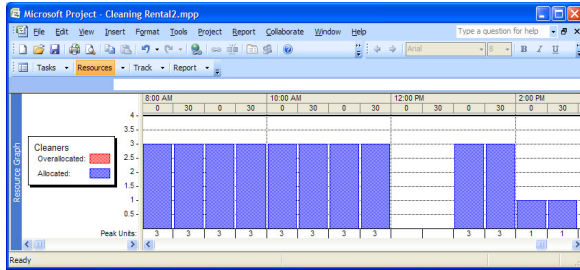 Microsoft Project - Cleaning Rental2.mpp
File Edit View Insert Format Tools Project Report Collaborate Window Help Type a question for help
Arial 8 B I U
Tasks Resources Track Report
8:00 AM 10:00 AM 12:00 PM 2:00 PM
0 30 0 30 0 30 0 30 0 30 0 30 0 30
4
3.5
Cleaners
Overallocated:
Allocated:
3
2.5
2
1.5
1
0.5
Resource Graph
Peak Units: 3 3 3 3 3 3 3 3 3 3 1 1
Ready